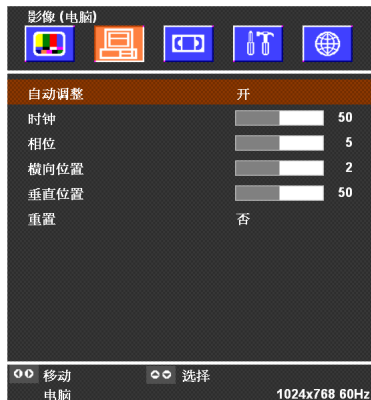 影像 (电脑)
自动调整 开
时钟 50
相位 5
横向位置 2
垂直位置 50
重置 否
移动 选择
电脑 1024x768 60Hz